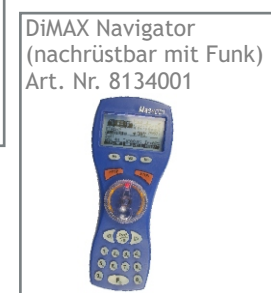 DiMAX Navigator
(nachrüstbar mit Funk)
Art. Nr. 8134001